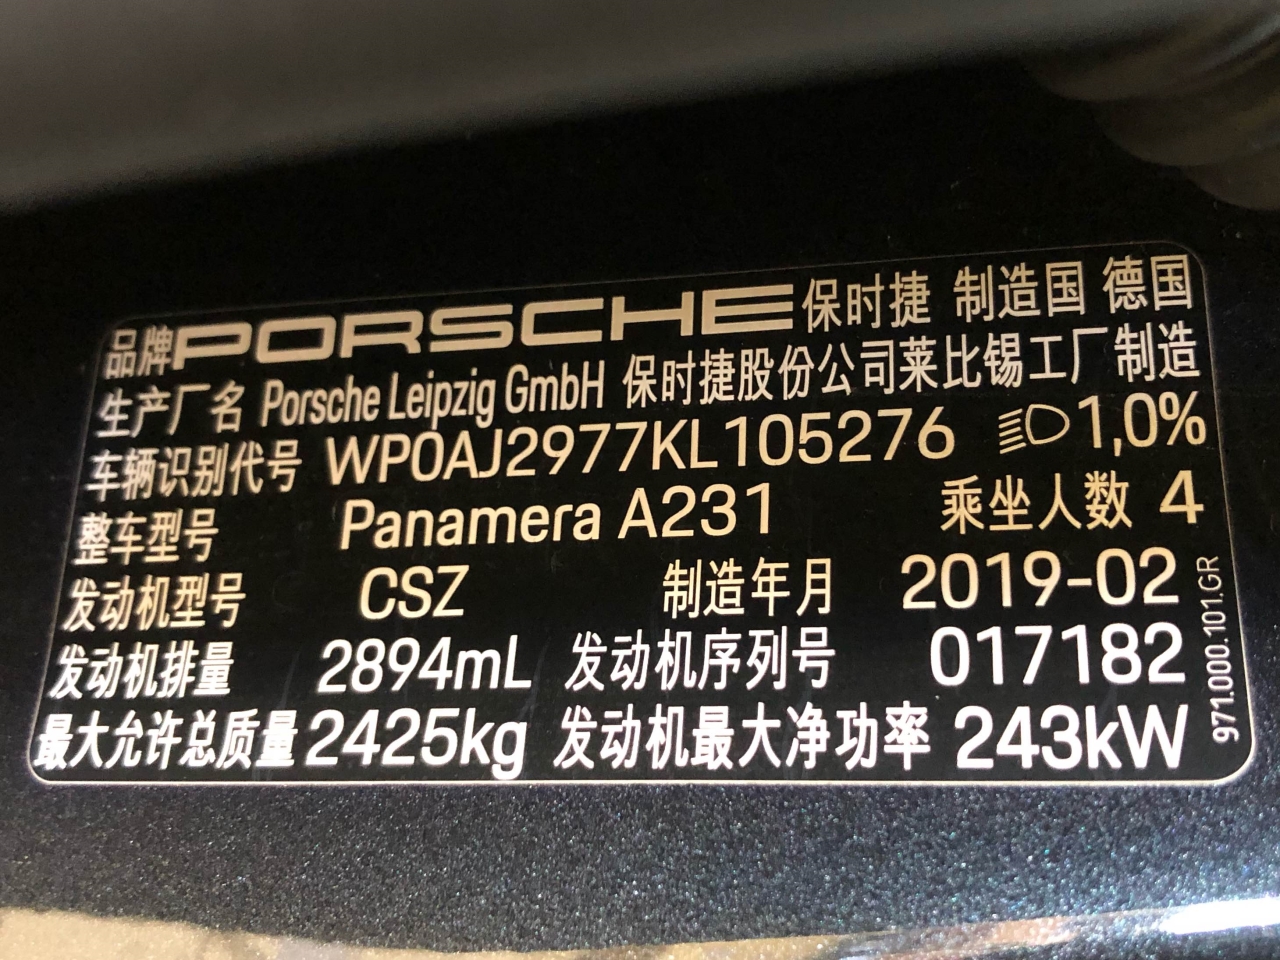 品牌 PORSCHE 保时捷 制造国 德国
生产厂名 Porsche Leipzig GmbH 保时捷股份公司莱比锡工厂制造
车辆识别代号 WP0AJ2977KL105276 1,0%
整车型号 Panamera A231 乘坐人数 4
发动机型号 CSZ 制造年月 2019-02
发动机排量 2894mL 发动机序列号 017182
最大允许总质量 2425kg 发动机最大净功率 243kW
971.000.101.GR